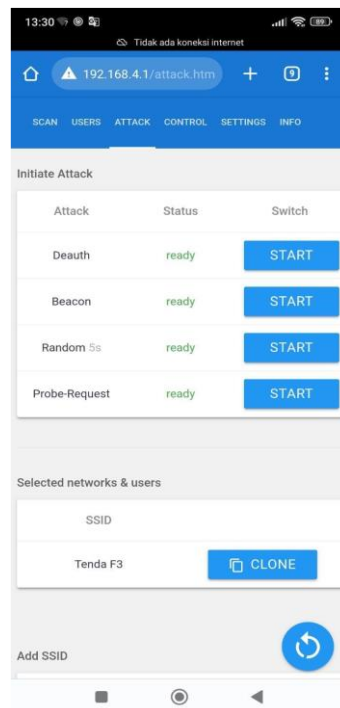 13:30 89
Tidak ada koneksi internet
192.168.4.1/attack.htm 9
SCAN USERS ATTACK CONTROL SETTINGS INFO
Initiate Attack
Attack Status Switch
Deauth ready START
Beacon ready START
Random 5s ready START
Probe-Request ready START
Selected networks & users
SSID
Tenda F3 CLONE
Add SSID